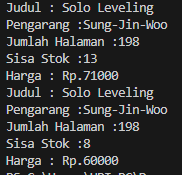 Judul : Solo Leveling
Pengarang :Sung-Jin-Woo
Jumlah Halaman :198
Sisa Stok :13
Harga : Rp.71000
Judul : Solo Leveling
Pengarang :Sung-Jin-Woo
Jumlah Halaman :198
Sisa Stok :8
Harga : Rp.60000